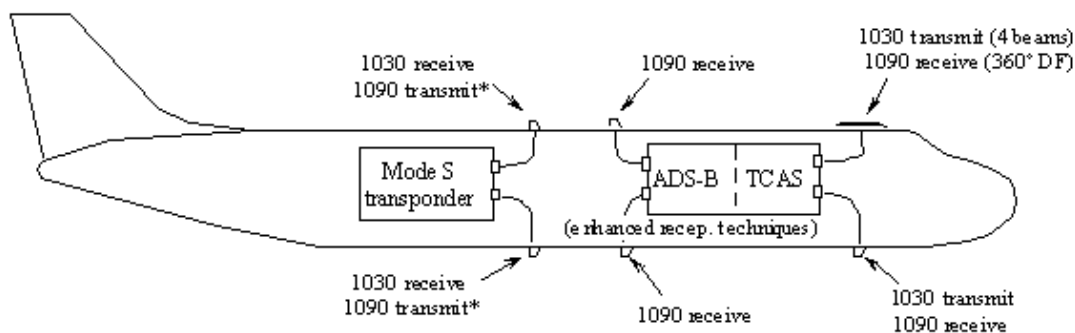 1030 transmit (4 beams)
1090 receive (360° DF)
1030 receive
1090 transmit*
1090 receive
Mode S
transponder
ADS-B
TCAS
(enhanced recep. techniques)
1030 receive
1090 transmit*
1090 receive
1030 transmit
1090 receive